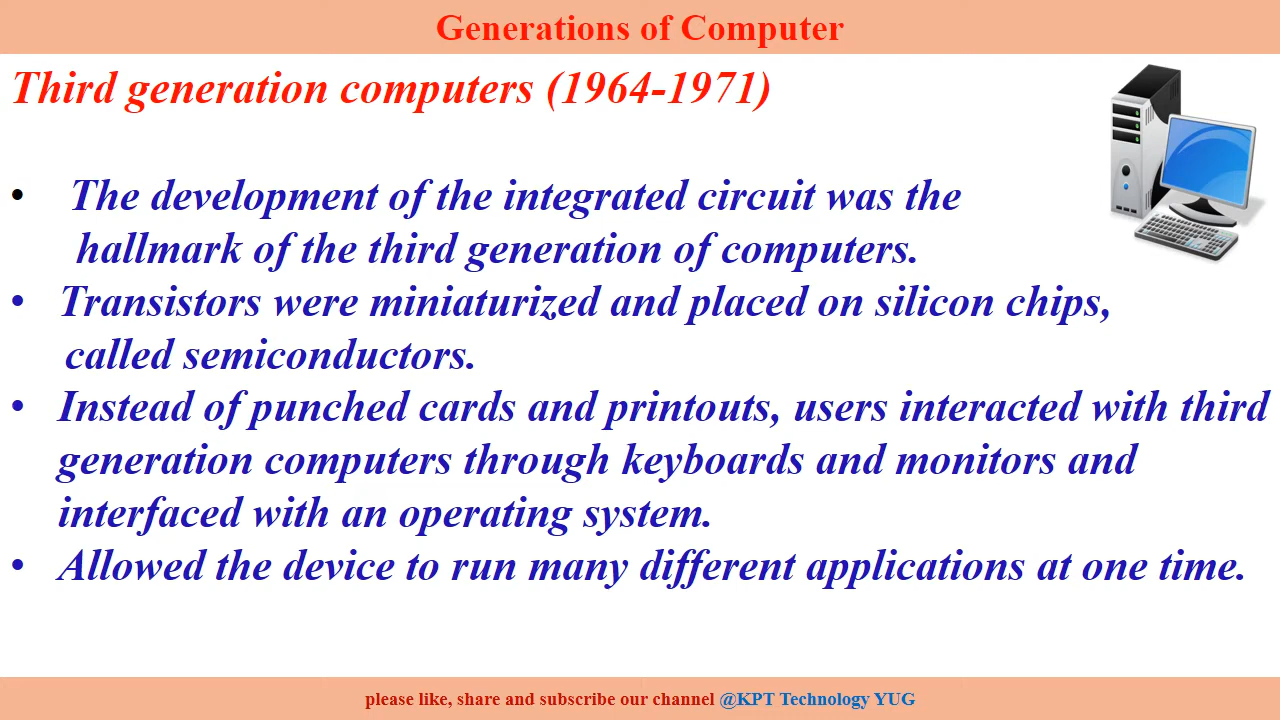 Generations of Computer
Third generation computers (1964-1971)
• The development of the integrated circuit was the
hallmark of the third generation of computers.
• Transistors were miniaturized and placed on silicon chips,
called semiconductors.
• Instead of punched cards and printouts, users interacted with third
generation computers through keyboards and monitors and
interfaced with an operating system.
• Allowed the device to run many different applications at one time.
please like, share and subscribe our channel @KPT Technology YUG